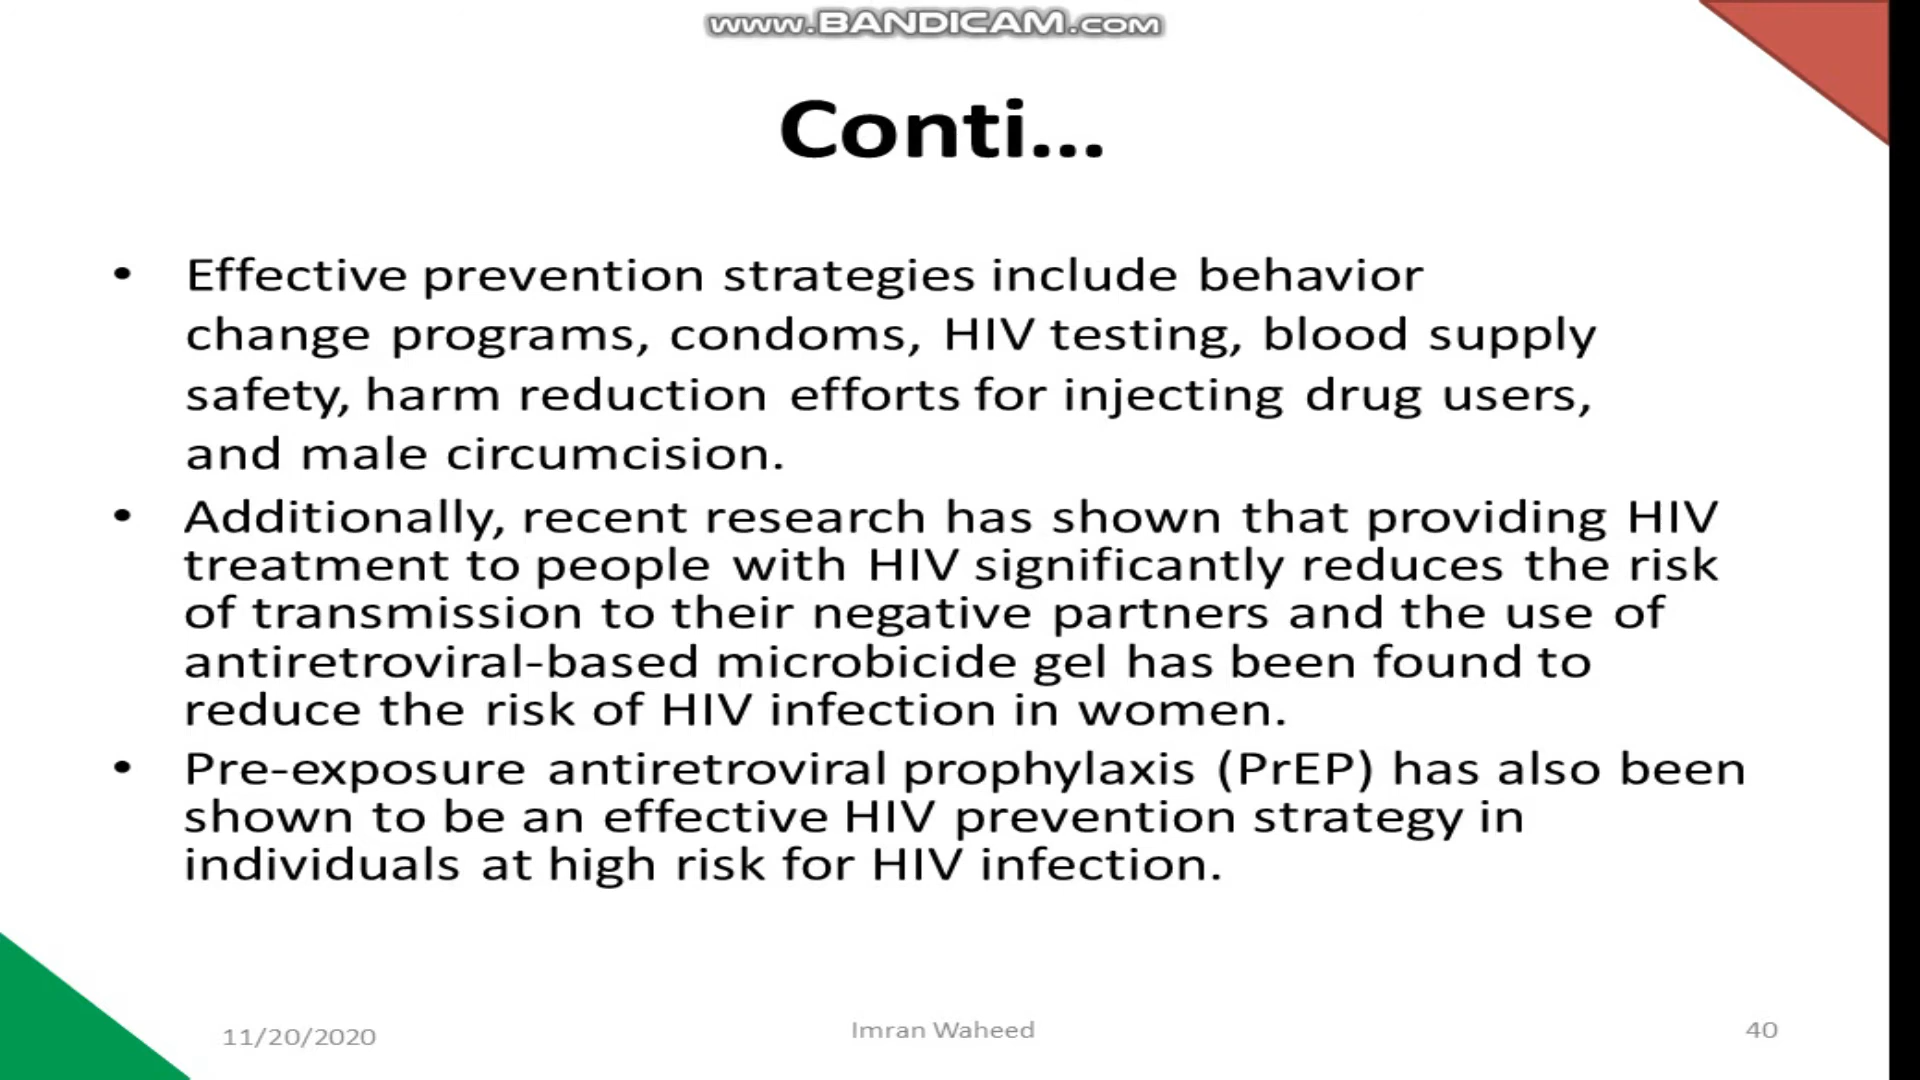 www.BANDICAM.com
Conti...
• Effective prevention strategies include behavior
change programs, condoms, HIV testing, blood supply
safety, harm reduction efforts for injecting drug users,
and male circumcision.
• Additionally, recent research has shown that providing HIV
treatment to people with HIV significantly reduces the risk
of transmission to their negative partners and the use of
antiretroviral-based microbicide gel has been found to
reduce the risk of HIV infection in women.
• Pre-exposure antiretroviral prophylaxis (PrEP) has also been
shown to be an effective HIV prevention strategy in
individuals at high risk for HIV infection.
11/20/2020
Imran Waheed
40